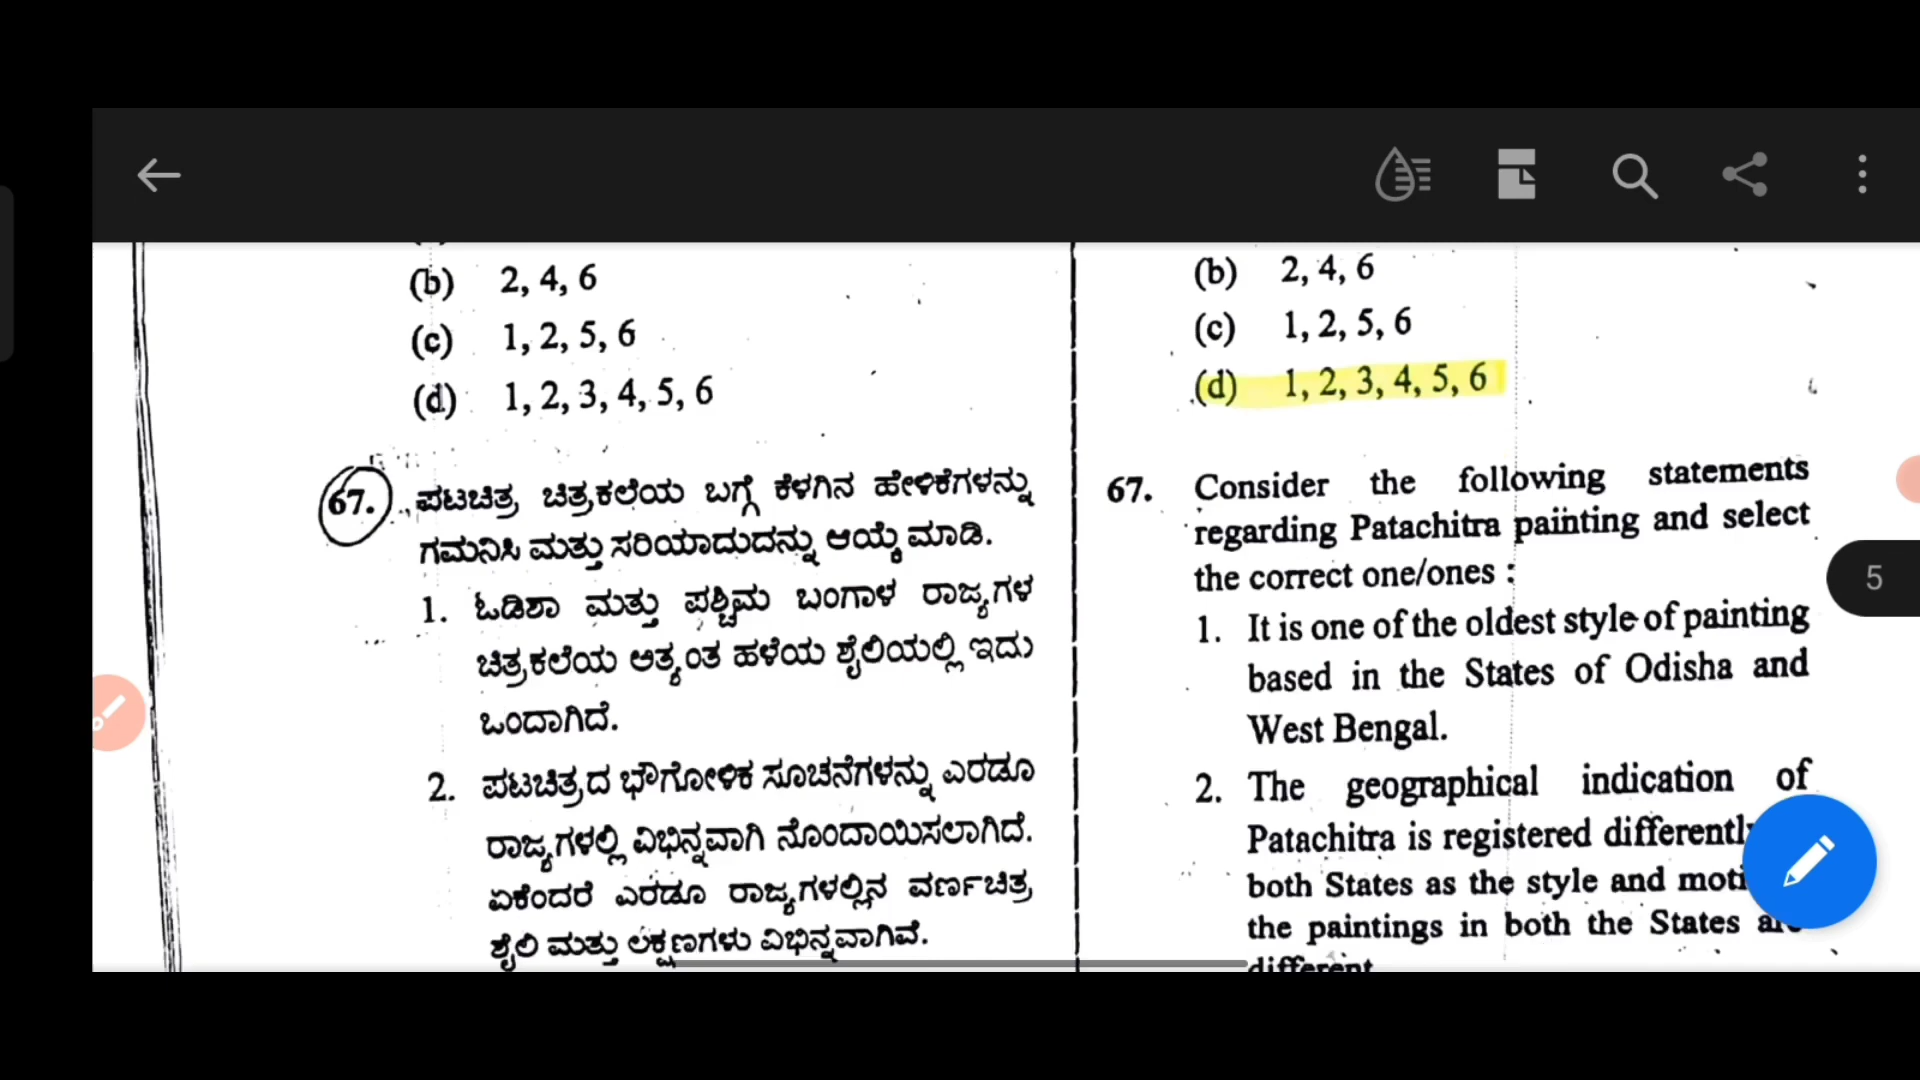 (b) 2, 4, 6
(c) 1, 2, 5, 6
(d) 1, 2, 3, 4, 5, 6
67. ಪಟಚಿತ್ರ ಚಿತ್ರಕಲೆಯ ಬಗ್ಗೆ ಕೆಳಗಿನ ಹೇಳಿಕೆಗಳನ್ನು
ಗಮನಿಸಿ ಮತ್ತು ಸರಿಯಾದುದನ್ನು ಆಯ್ಕೆ ಮಾಡಿ.
1. ಓಡಿಶಾ ಮತ್ತು ಪಶ್ಚಿಮ ಬಂಗಾಳ ರಾಜ್ಯಗಳ
ಚಿತ್ರಕಲೆಯ ಅತ್ಯಂತ ಹಳೆಯ ಶೈಲಿಯಲ್ಲಿ ಇದು
ಒಂದಾಗಿದೆ.
2. ಪಟಚಿತ್ರದ ಭೌಗೋಳಿಕ ಸೂಚನೆಗಳನ್ನು ಎರಡೂ
ರಾಜ್ಯಗಳಲ್ಲಿ ವಿಭಿನ್ನವಾಗಿ ನೊಂದಾಯಿಸಲಾಗಿದೆ.
ಏಕೆಂದರೆ ಎರಡೂ ರಾಜ್ಯಗಳಲ್ಲಿನ ವರ್ಣಚಿತ್ರ
ಶೈಲಿ ಮತ್ತು ಲಕ್ಷಣಗಳು ವಿಭಿನ್ನವಾಗಿವೆ.
(b) 2, 4, 6
(c) 1, 2, 5, 6
(d) 1, 2, 3, 4, 5, 6
67. Consider the following statements
regarding Patachitra painting and select
the correct one/ones :
1. It is one of the oldest style of painting
based in the States of Odisha and
West Bengal.
2. The geographical indication of
Patachitra is registered
both States as the style and
the paintings in both the States
different
5